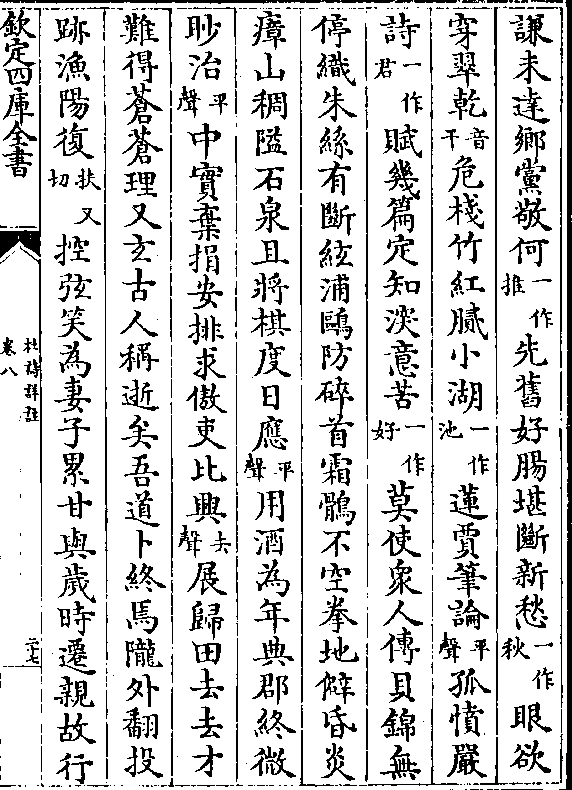 謙未達鄉黨敬何一作推先舊好腸堪斷新愁一作秋眼欲
穿翠乾音干危棧竹紅膩小湖一作池蓮賈筆論平聲孤憤嚴
詩一作君賦幾篇定知深意苦一作好莫使衆人傳貝錦無
停織朱絲有斷絃浦鷗防碎首霜鶻不空拳地僻昏炎
瘴山稠隘石泉且將棋度日應平聲用酒為年典郡終微
眇治平聲中實棄捐安排求傲吏比興去聲展歸田去去才
難得蒼蒼理又玄古人稱逝矣吾道卜終焉隴外翻投
跡漁陽復扶又切控弦笑為妻子累甘與歲時遷親故行
欽定四庫全書
杜詩詳註
卷八
二十七